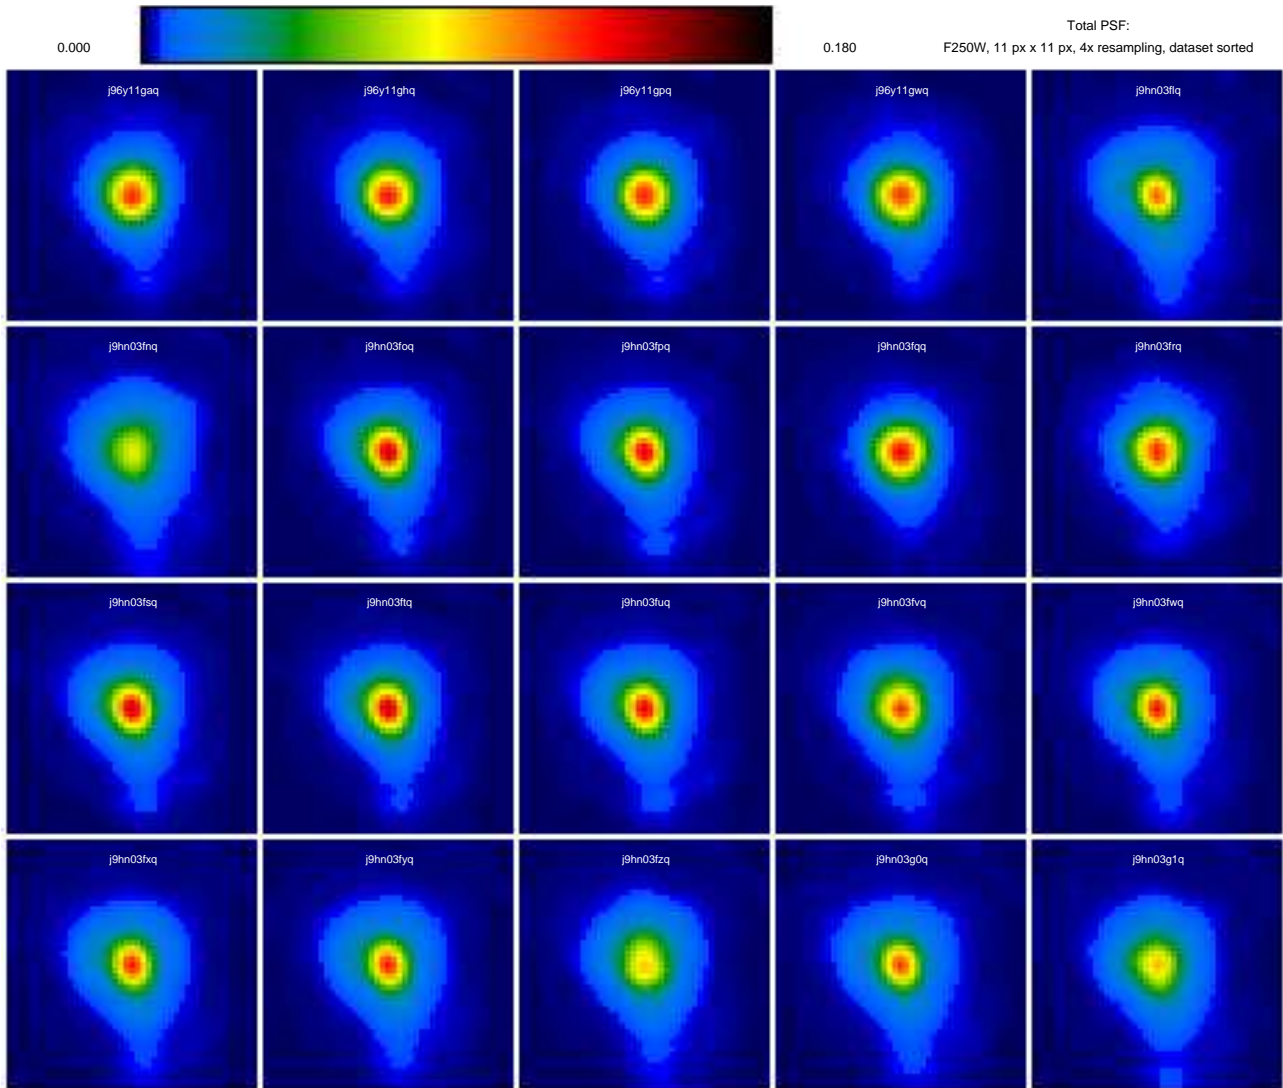 Total PSF:
0.000
0.180
F250W, 11 px x 11 px, 4x resampling, dataset sorted
j96y11gaq
j96y11ghq
j96y11gpq
j96y11gwq
j9hn03flq
j9hn03fnq
j9hn03foq
j9hn03fpq
j9hn03fqq
j9hn03frq
j9hn03fsq
j9hn03ftq
j9hn03fuq
j9hn03fvq
j9hn03fwq
j9hn03fxq
j9hn03fyq
j9hn03fzq
j9hn03g0q
j9hn03g1q